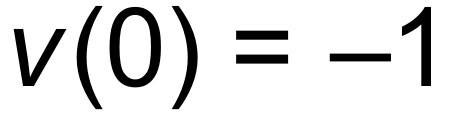 v(0) = –1